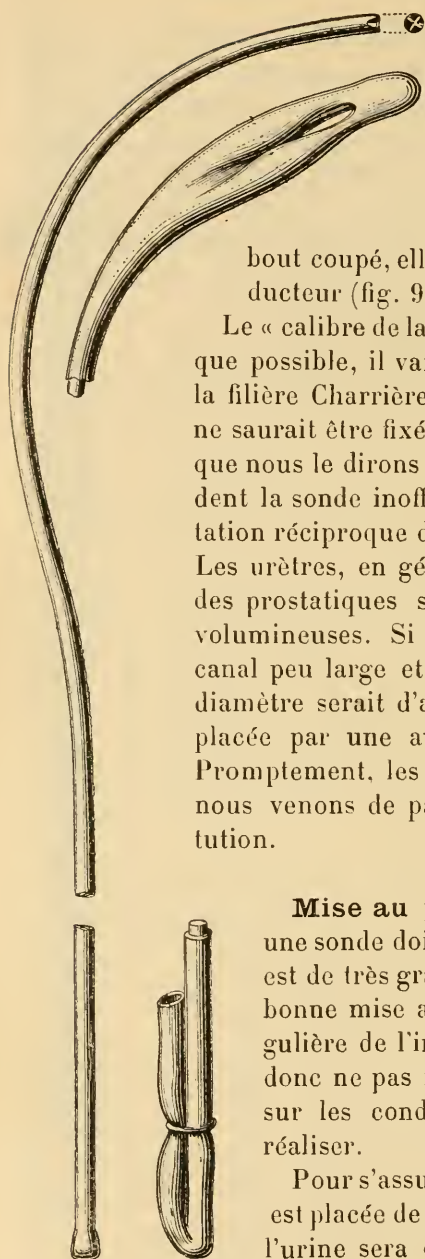 bout coupé, ell
ducteur (fig. 9
Le « calibre de la
que possible, il va
la filière Charrière
ne saurait être fixé
que nous le dirons
dent la sonde inoff
tation réciproque d
Les urètres, en gé
des prostatiques s
volumineuses. Si
canal peu large et
diamètre serait d'a
placée par une a
Promptement, les
nous venons de pa
tution.
Mise au
une sonde doi
est de très gra
bonne mise a
gulière de l'in
donc ne pas
sur les cond
réaliser.
Pour s'assu
est placée de
l'urine sera